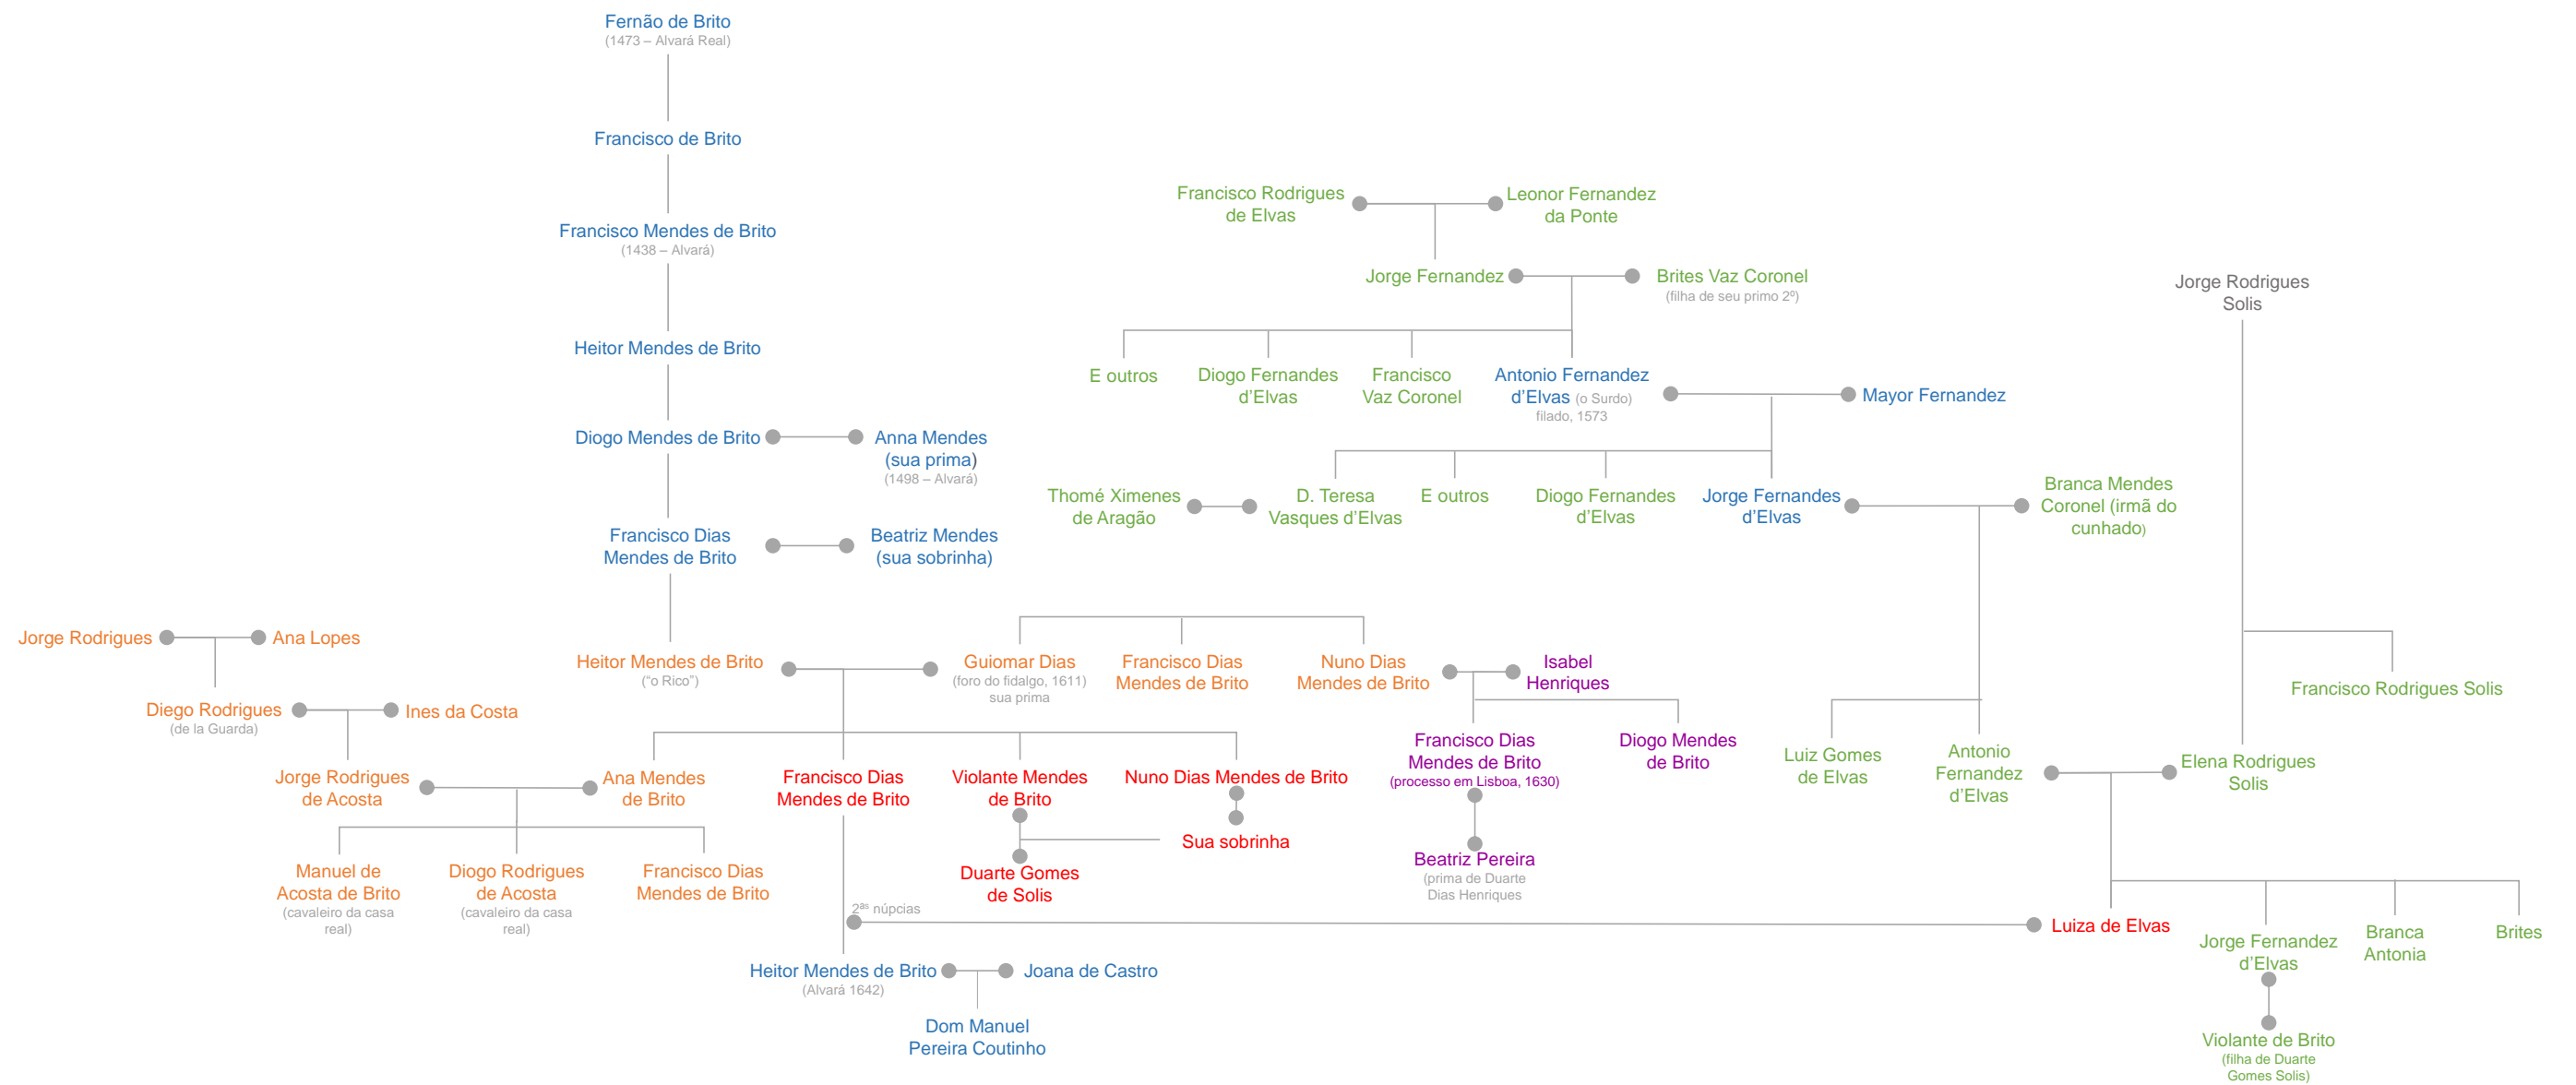 Fernão de Brito
(1473 – Alvará Real)
Francisco de Brito
Francisco Mendes de Brito
(1438 – Alvará)
Heitor Mendes de Brito
Diogo Mendes de Brito
Anna Mendes
(sua prima)
(1498 – Alvará)
Francisco Dias
Mendes de Brito
Beatriz Mendes
(sua sobrinha)
Francisco Rodrigues
de Elvas
Leonor Fernandez
da Ponte
Jorge Fernandez
Brites Vaz Coronel
(filha de seu primo 2º)
E outros
Diogo Fernandes
d’Elvas
Francisco
Vaz Coronel
Antonio Fernandez
d’Elvas (o Surdo)
filado, 1573
Mayor Fernandez
Thomé Ximenes
de Aragão
D. Teresa
Vasques d’Elvas
E outros
Diogo Fernandes
d’Elvas
Jorge Fernandes
d’Elvas
Branca Mendes
Coronel (irmã do
cunhado)
Jorge Rodrigues
Solis
Francisco Rodrigues Solis
Jorge Rodrigues
Ana Lopes
Diego Rodrigues
(de la Guarda)
Ines da Costa
Heitor Mendes de Brito
(“o Rico”)
Guiomar Dias
(foro do fidalgo, 1611)
sua prima
Francisco Dias
Mendes de Brito
Nuno Dias
Mendes de Brito
Isabel
Henriques
Jorge Rodrigues
de Acosta
Ana Mendes
de Brito
Francisco Dias
Mendes de Brito
Violante Mendes
de Brito
Nuno Dias Mendes de Brito
Francisco Dias
Mendes de Brito
(processo em Lisboa, 1630)
Diogo Mendes
de Brito
Luiz Gomes
de Elvas
Antonio
Fernandez
d’Elvas
Elena Rodrigues
Solis
Manuel de
Acosta de Brito
(cavaleiro da casa
real)
Diogo Rodrigues
de Acosta
(cavaleiro da casa
real)
Francisco Dias
Mendes de Brito
Duarte Gomes
de Solis
Sua sobrinha
Beatriz Pereira
(prima de Duarte
Dias Henriques
2ªs núpcias
Luiza de Elvas
Jorge Fernandez
d’Elvas
Branca
Antonia
Brites
Heitor Mendes de Brito
(Alvará 1642)
Joana de Castro
Dom Manuel
Pereira Coutinho
Violante de Brito
(filha de Duarte
Gomes Solis)